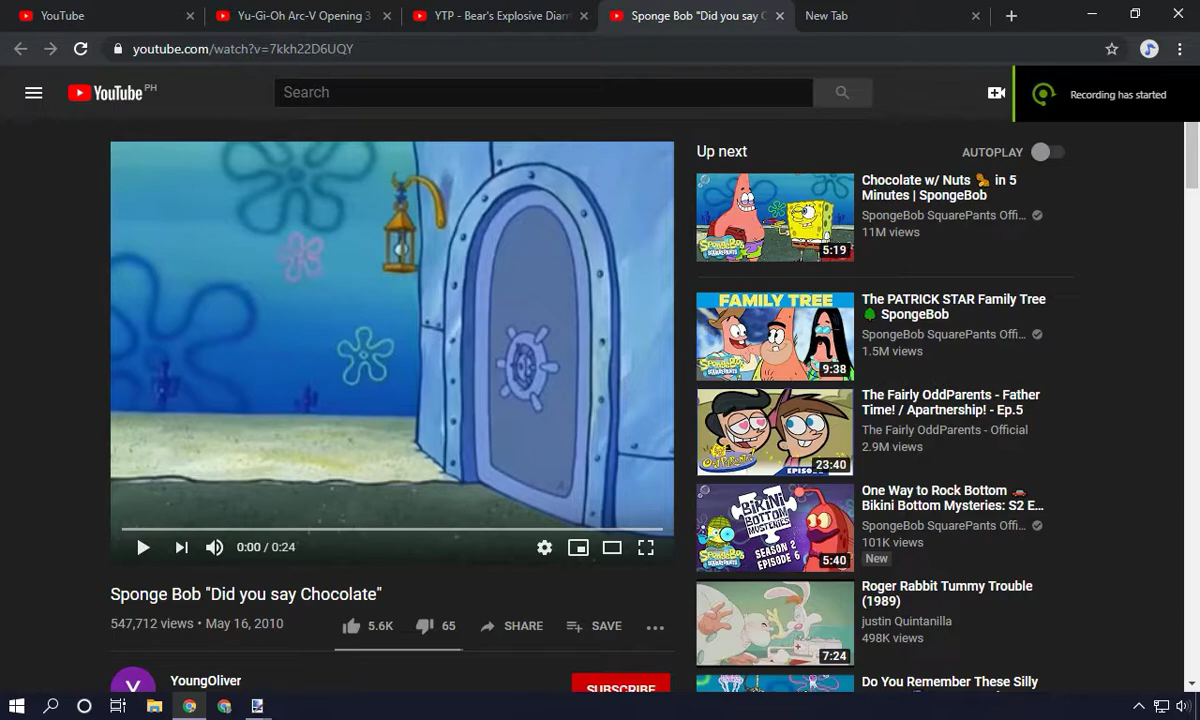 YouTube
Yu-Gi-Oh Arc-V Opening 3
YTP - Bear's Explosive Diarr
Sponge Bob "Did you say C
New Tab
youtube.com/watch?v=7kkh22D6UQY
YouTube PH
Search
Recording has started
Up next
AUTOPLAY
Chocolate w/ Nuts 🥜 in 5
Minutes | SpongeBob
SpongeBob SquarePants Offi...
11M views
5:19
FAMILY TREE
The PATRICK STAR Family Tree
🌳 SpongeBob
SpongeBob SquarePants Offi...
1.5M views
9:38
The Fairly OddParents - Father
Time! / Apartnership! - Ep.5
The Fairly OddParents - Official
2.9M views
23:40
One Way to Rock Bottom 🚗
Bikini Bottom Mysteries: S2 E...
SpongeBob SquarePants Offi...
101K views
New
BIKINI
BOTTOM
MYSTERIES
SEASON 2
EPISODE 6
5:40
Roger Rabbit Tummy Trouble
(1989)
justin Quintanilla
498K views
7:24
Do You Remember These Silly
0:00 / 0:24
Sponge Bob "Did you say Chocolate"
547,712 views • May 16, 2010
5.6K
65
SHARE
SAVE
YoungOliver
SUBSCRIBE